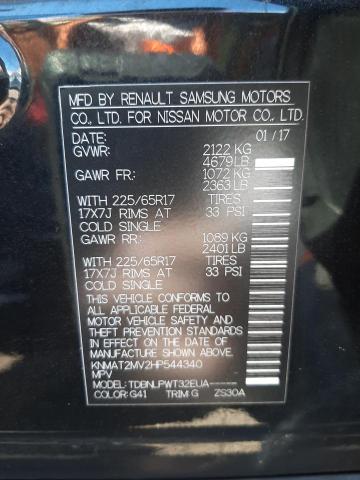 MFD BY RENAULT SAMSUNG MOTORS
CO., LTD. FOR NISSAN MOTOR CO., LTD.
DATE: 01/17
GVWR: 2122 KG
4679 LB
GAWR FR: 1072 KG
2363 LB
WITH 225/65R17 TIRES
17X7J RIMS AT 33 PSI
COLD SINGLE
GAWR RR: 1089 KG
2401 LB
WITH 225/65R17 TIRES
17X7J RIMS AT 33 PSI
COLD SINGLE
THIS VEHICLE CONFORMS TO
ALL APPLICABLE FEDERAL
MOTOR VEHICLE SAFETY AND
THEFT PREVENTION STANDARDS
IN EFFECT ON THE DATE OF
MANUFACTURE SHOWN ABOVE.
KNMAT2MV2HP544340
MPV
MODEL: TDBNLPWT32EUA-----
COLOR: G41 TRIM: G ZS30A